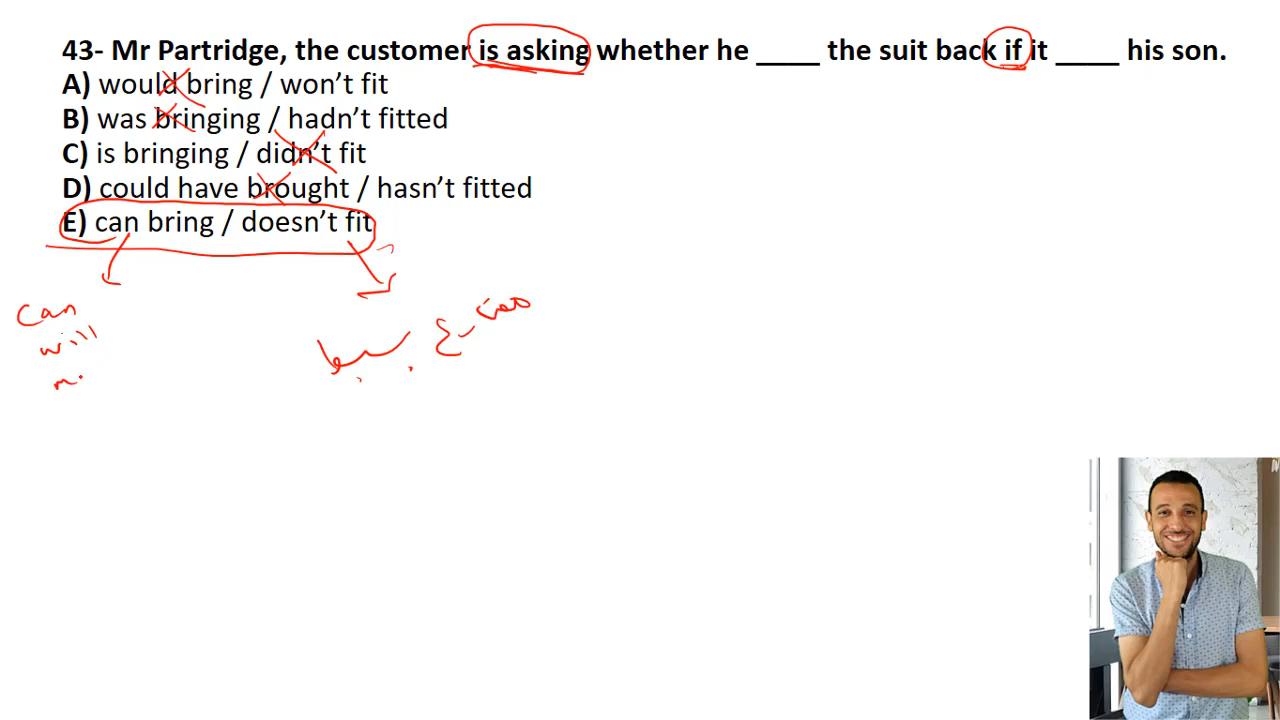 43- Mr Partridge, the customer is asking whether he ____ the suit back if it ____ his son.
A) would bring / won't fit
B) was bringing / hadn't fitted
C) is bringing / didn't fit
D) could have brought / hasn't fitted
E) can bring / doesn't fit
can
will